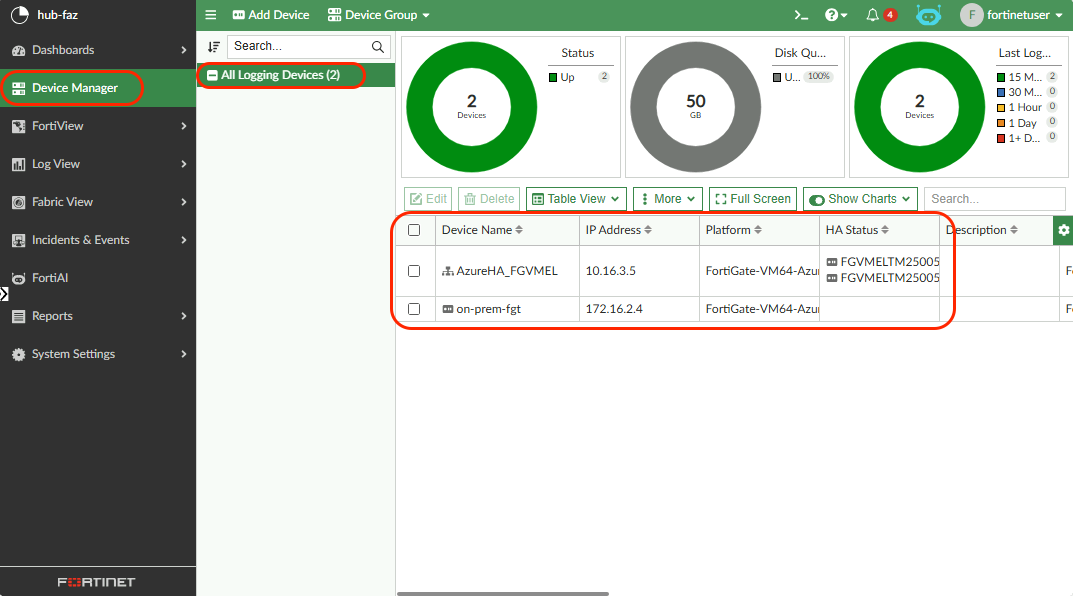 hub-faz
Add Device
Device Group
4
F
fortinetuser
Dashboards
Device Manager
FortiView
Log View
Fabric View
Incidents & Events
FortiAI
Reports
System Settings
FORTINET
Search...
All Logging Devices (2)
2
Devices
Status
Up 2
50
GB
Disk Qu...
U... 100%
2
Devices
Last Log...
15 M... 2
30 M... 0
1 Hour 0
1 Day 0
1+ D... 0
Edit
Delete
Table View
More
Full Screen
Show Charts
Search...
Device Name
IP Address
Platform
HA Status
Description
AzureHA_FGVMEL
10.16.3.5
FortiGate-VM64-Azu
FGVMELTM25005
FGVMELTM25005
on-prem-fgt
172.16.2.4
FortiGate-VM64-Azu